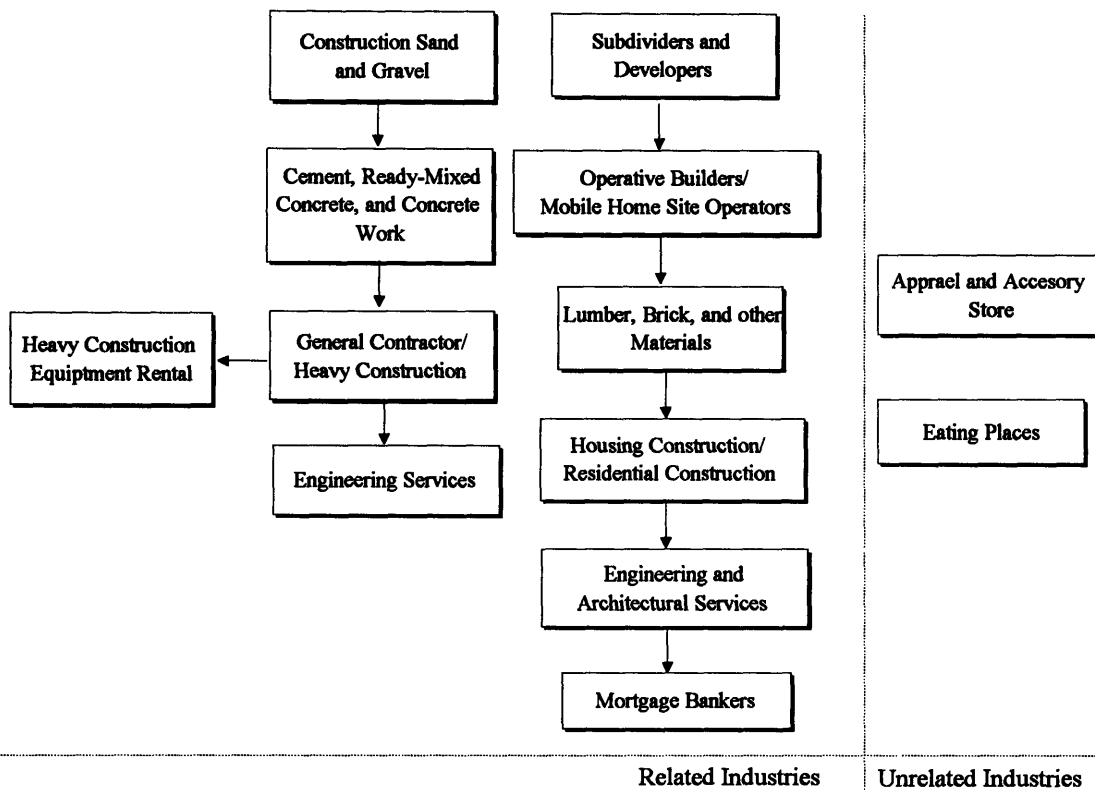 Construction Sand
and Gravel
Cement, Ready-Mixed
Concrete, and Concrete
Work
Heavy Construction
Equiptment Rental
General Contractor/
Heavy Construction
Engineering Services
Subdividers and
Developers
Operative Builders/
Mobile Home Site Operators
Lumber, Brick, and other
Materials
Housing Construction/
Residential Construction
Engineering and
Architectural Services
Mortgage Bankers
Apprael and Accesory
Store
Eating Places
Related Industries
Unrelated Industries